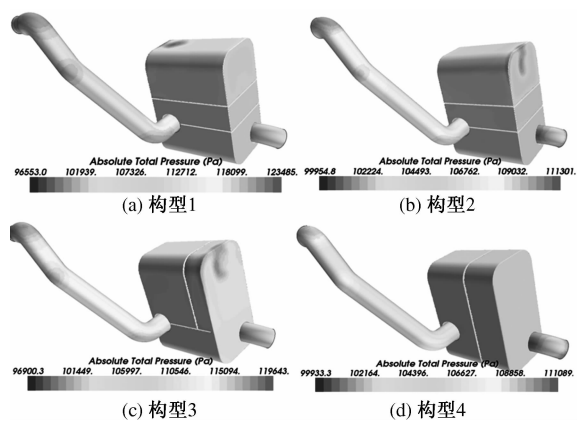 Absolute Total Pressure (Pa)
96553.0 101939. 107326. 112712. 118099. 123485.
(a) 构型1
Absolute Total Pressure (Pa)
99954.8 102224. 104493. 106762. 109032. 111301.
(b) 构型2
Absolute Total Pressure (Pa)
96900.3 101449. 105997. 110546. 115094. 119643.
(c) 构型3
Absolute Total Pressure (Pa)
99933.3 102164. 104396. 106627. 108858. 111089.
(d) 构型4